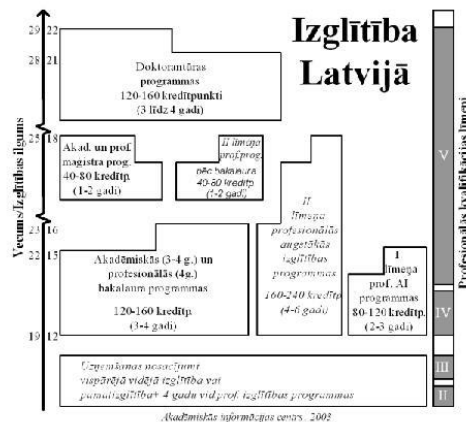 Izglītība
Latvijā
Vecums/Izglītības ilgums
29 22
28 21
Doktorantūras
programmas
120-160 kredītpunkti
(3 līdz 4 gadi)
25 18
Akad. un prof.
maģistra prog.
40-80 kredītp.
(1-2 gadi)
II līmeņa
prof.prog.
pēc bakalaura
40-80 kredītp.
(1-2 gadi)
23 16
22 15
Akadēmiskās (3-4 g.) un
profesionālās (4g.)
bakalaura programmas
120-160 kredītp.
(3-4 gadi)
II
līmeņa
profesionālās
augstākās
izglītības
programmas
160-240 kredītp.
(4-6 gadi)
I
līmeņa
prof. AI
programmas
80-120 kredītp.
(2-3 gadi)
19 12
Uzņemšanas nosacījumi
vispārējā vidējā izglītība vai
pamatizglītība+ 4 gadu vid prof. izglītības programmas
Akadēmiskās informācijas centrs, 2003
Profesionālās kvalifikācijas līmeņi
V
IV
III
II